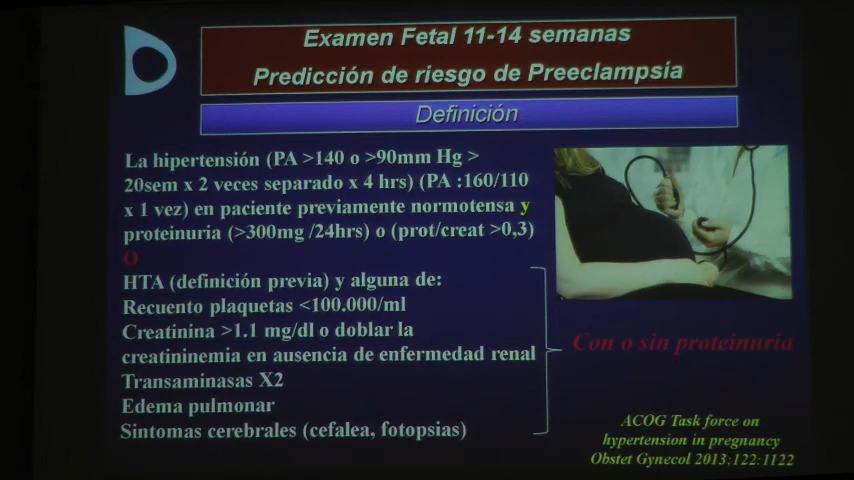 Examen Fetal 11-14 semanas
Predicción de riesgo de Preeclampsia
Definición
La hipertensión (PA >140 o >90mm Hg >
20sem x 2 veces separado x 4 hrs) (PA :160/110
x 1 vez) en paciente previamente normotensa y
proteinuria (>300mg /24hrs) o (prot/creat >0,3)
O
HTA (definición previa) y alguna de:
Recuento plaquetas <100.000/ml
Creatinina >1.1 mg/dl o doblar la
creatininemia en ausencia de enfermedad renal
Transaminasas X2
Edema pulmonar
Sintomas cerebrales (cefalea, fotopsias)
Con o sin proteinuria
ACOG Task force on
hypertension in pregnancy
Obstet Gynecol 2013;122:1122